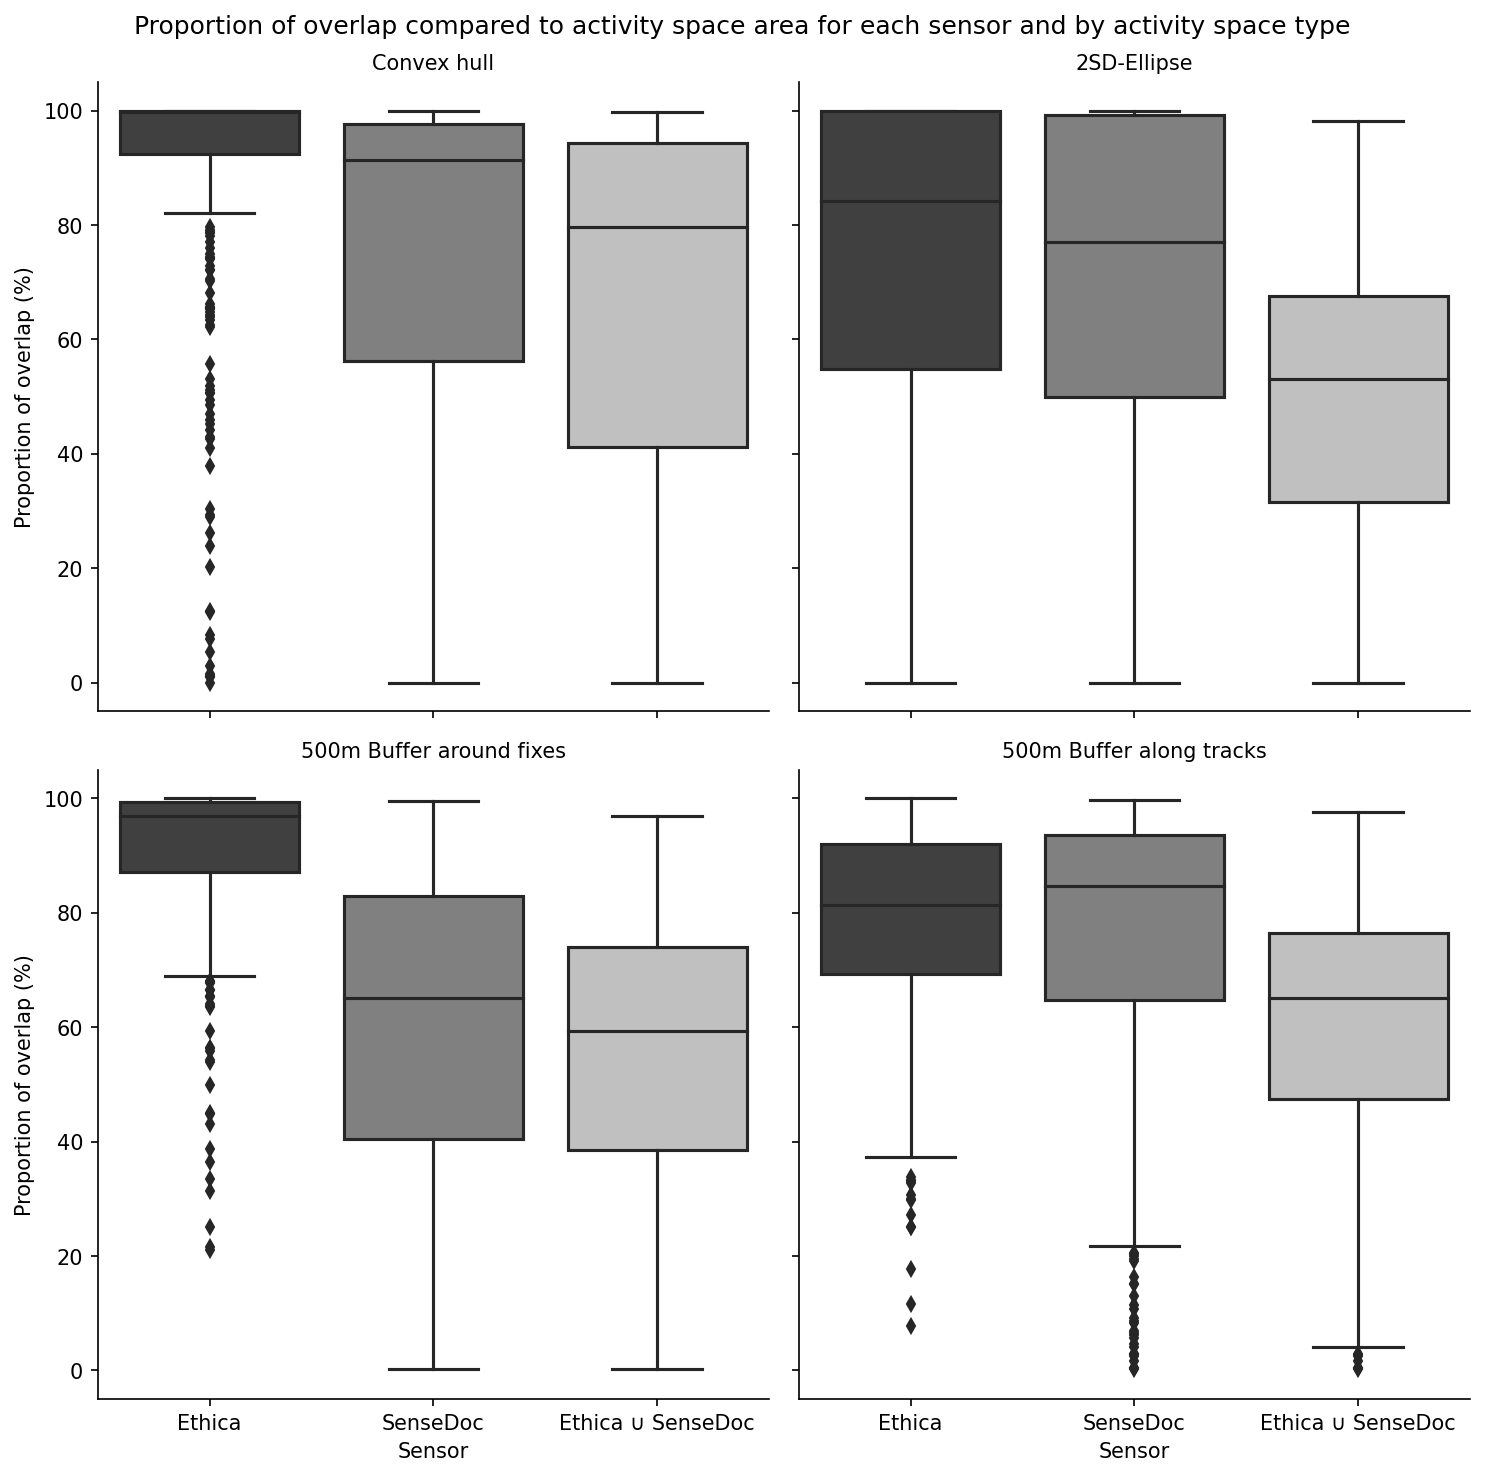 Proportion of overlap compared to activity space area for each sensor and by activity space type
Convex hull
2SD-Ellipse
Proportion of overlap (%)
100
80
60
40
20
0
500m Buffer around fixes
500m Buffer along tracks
Proportion of overlap (%)
100
80
60
40
20
0
Ethica
SenseDoc
Ethica ∪ SenseDoc
Sensor
Ethica
SenseDoc
Ethica ∪ SenseDoc
Sensor